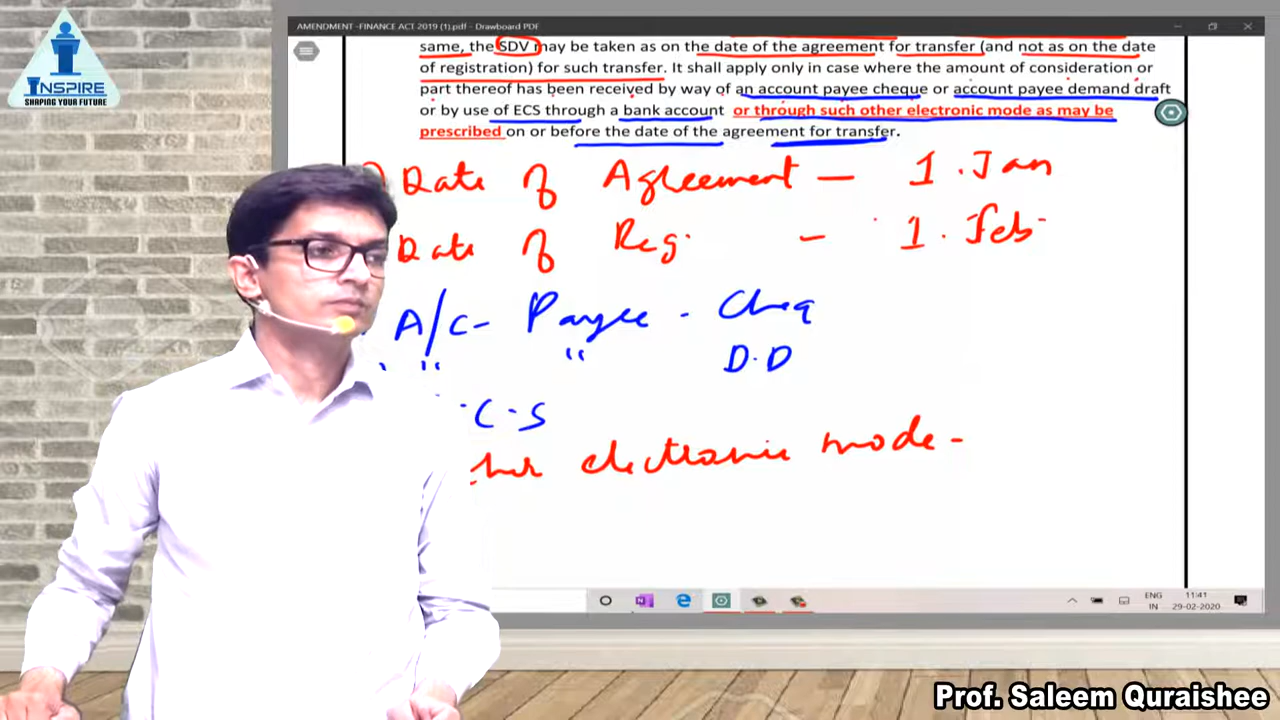 INSPIRE
SHAPING YOUR FUTURE
AMENDMENT -FINANCE ACT 2019 (1).pdf - Drawboard PDF
same, the SDV may be taken as on the date of the agreement for transfer (and not as on the date
of registration) for such transfer. It shall apply only in case where the amount of consideration or
part thereof has been received by way of an account payee cheque or account payee demand draft
or by use of ECS through a bank account or through such other electronic mode as may be
prescribed on or before the date of the agreement for transfer.
Date of Agreement – 1. Jan
Date of Reg. – 1. Feb
A/C- Payee - Cheq
" " D.D
C-S
electronic mode -
ENG 11:41
IN 29-02-2020
Prof. Saleem Quraishee